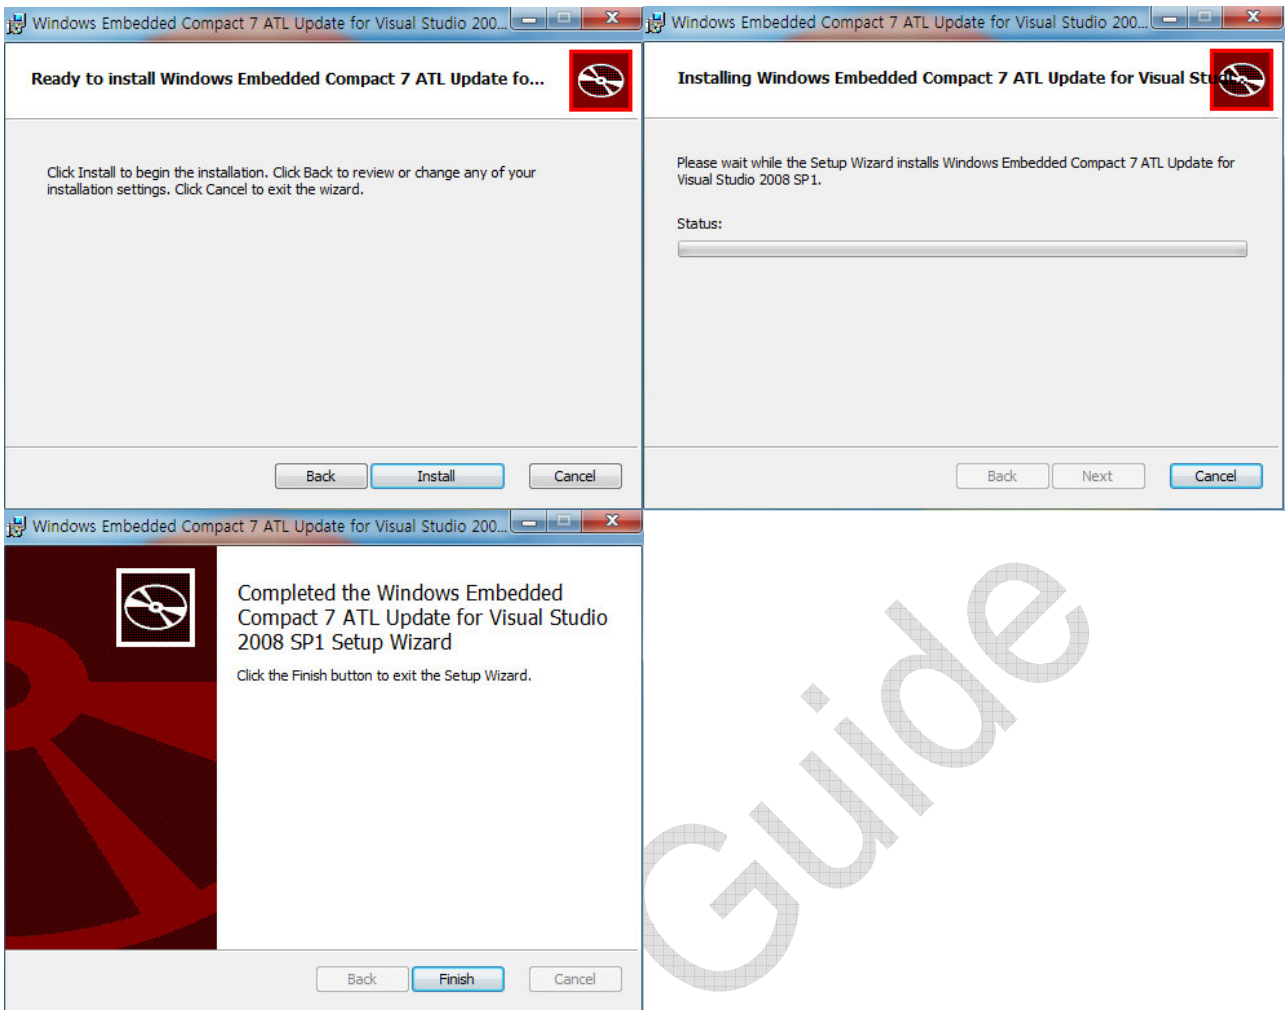 Windows Embedded Compact 7 ATL Update for Visual Studio 200...
Ready to install Windows Embedded Compact 7 ATL Update fo...
Click Install to begin the installation. Click Back to review or change any of your
installation settings. Click Cancel to exit the wizard.
Back
Install
Cancel
Windows Embedded Compact 7 ATL Update for Visual Studio 200...
Installing Windows Embedded Compact 7 ATL Update for Visual Studi...
Please wait while the Setup Wizard installs Windows Embedded Compact 7 ATL Update for
Visual Studio 2008 SP1.
Status:
Back
Next
Cancel
Windows Embedded Compact 7 ATL Update for Visual Studio 200...
Completed the Windows Embedded
Compact 7 ATL Update for Visual Studio
2008 SP1 Setup Wizard
Click the Finish button to exit the Setup Wizard.
Back
Finish
Cancel
Guide